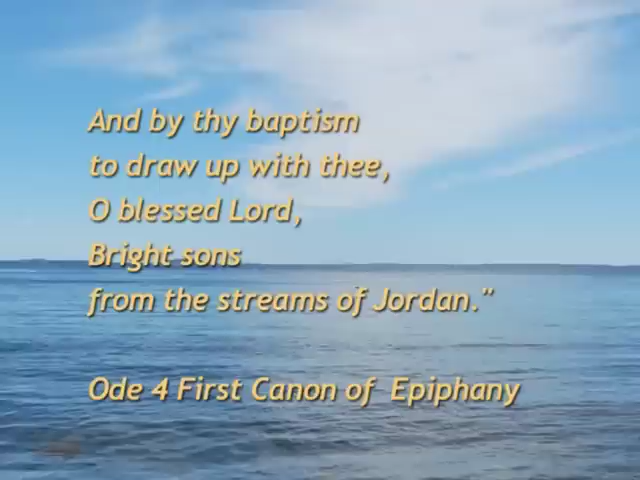 And by thy baptism
to draw up with thee,
O blessed Lord,
Bright sons
from the streams of Jordan."
Ode 4 First Canon of Epiphany